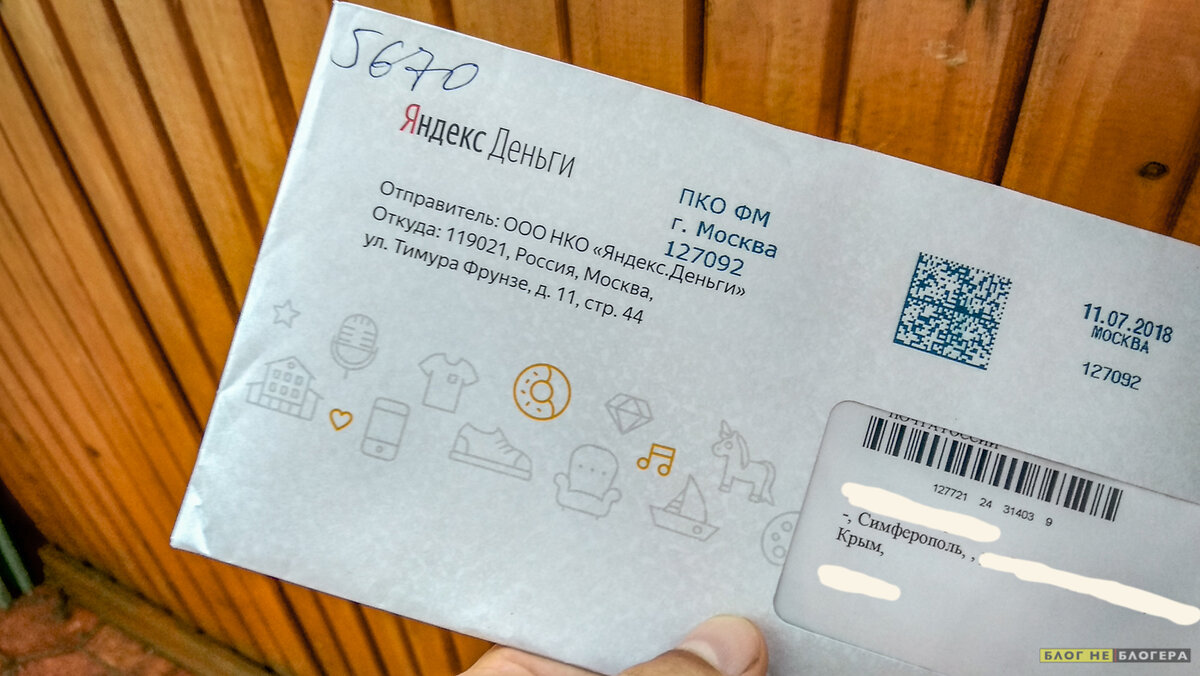 5670
Яндекс Деньги
Отправитель: ООО НКО «Яндекс.Деньги»
Откуда: 119021, Россия, Москва,
ул. Тимура Фрунзе, д. 11, стр. 44
ПКО ФМ
г. Москва
127092
11.07.2018
МОСКВА
127092
ПОЧТА РОССИИ
127721 24 31403 9
-, Симферополь, ,
Крым,
БЛОГ НЕ БЛОГЕРА